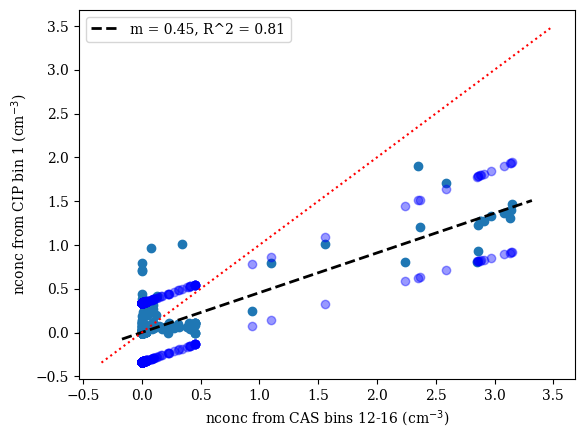 m = 0.45, R^2 = 0.81
3.5
3.0
2.5
2.0
1.5
1.0
0.5
0.0
−0.5
nconc from CIP bin 1 (cm⁻³)
−0.5 0.0 0.5 1.0 1.5 2.0 2.5 3.0 3.5
nconc from CAS bins 12-16 (cm⁻³)